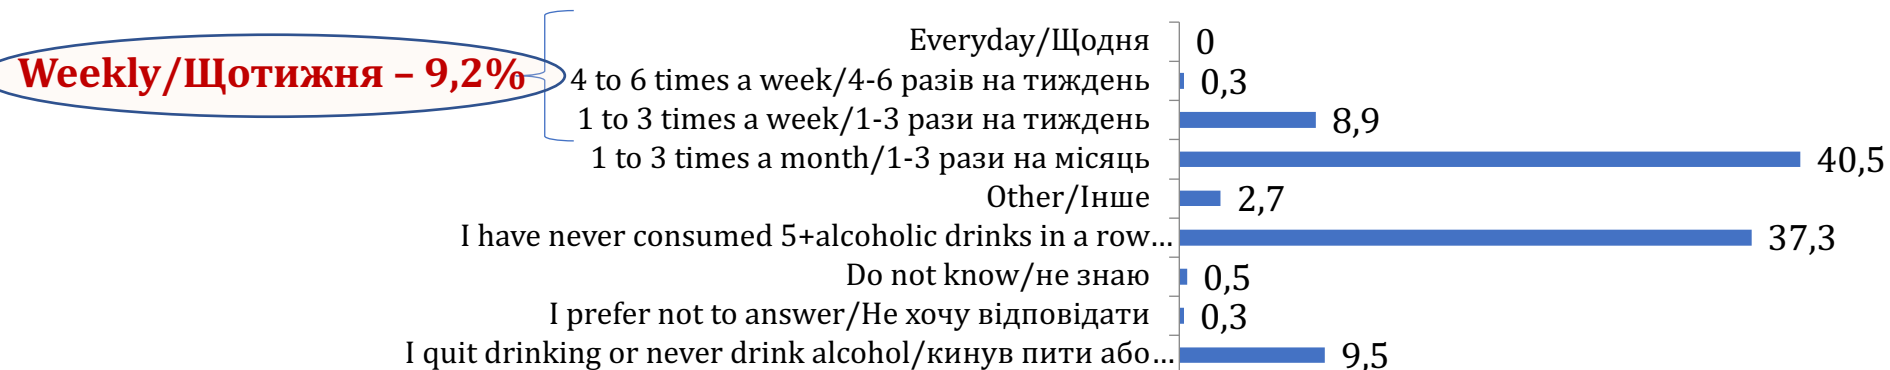 Weekly/Щотижня – 9,2%
Everyday/Щодня 0
4 to 6 times a week/4-6 разів на тиждень 0,3
1 to 3 times a week/1-3 рази на тиждень 8,9
1 to 3 times a month/1-3 рази на місяць 40,5
Other/Інше 2,7
I have never consumed 5+alcoholic drinks in a row… 37,3
Do not know/не знаю 0,5
I prefer not to answer/Не хочу відповідати 0,3
I quit drinking or never drink alcohol/кинув пити або… 9,5